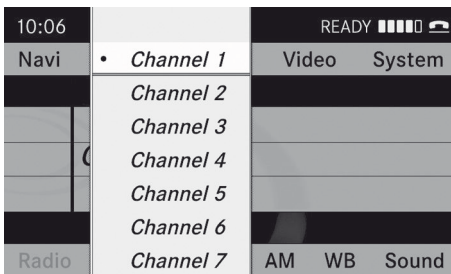 10:06 READY
Navi • Channel 1 Video System
Channel 2
Channel 3
Channel 4
Channel 5
Channel 6
Radio Channel 7 AM WB Sound